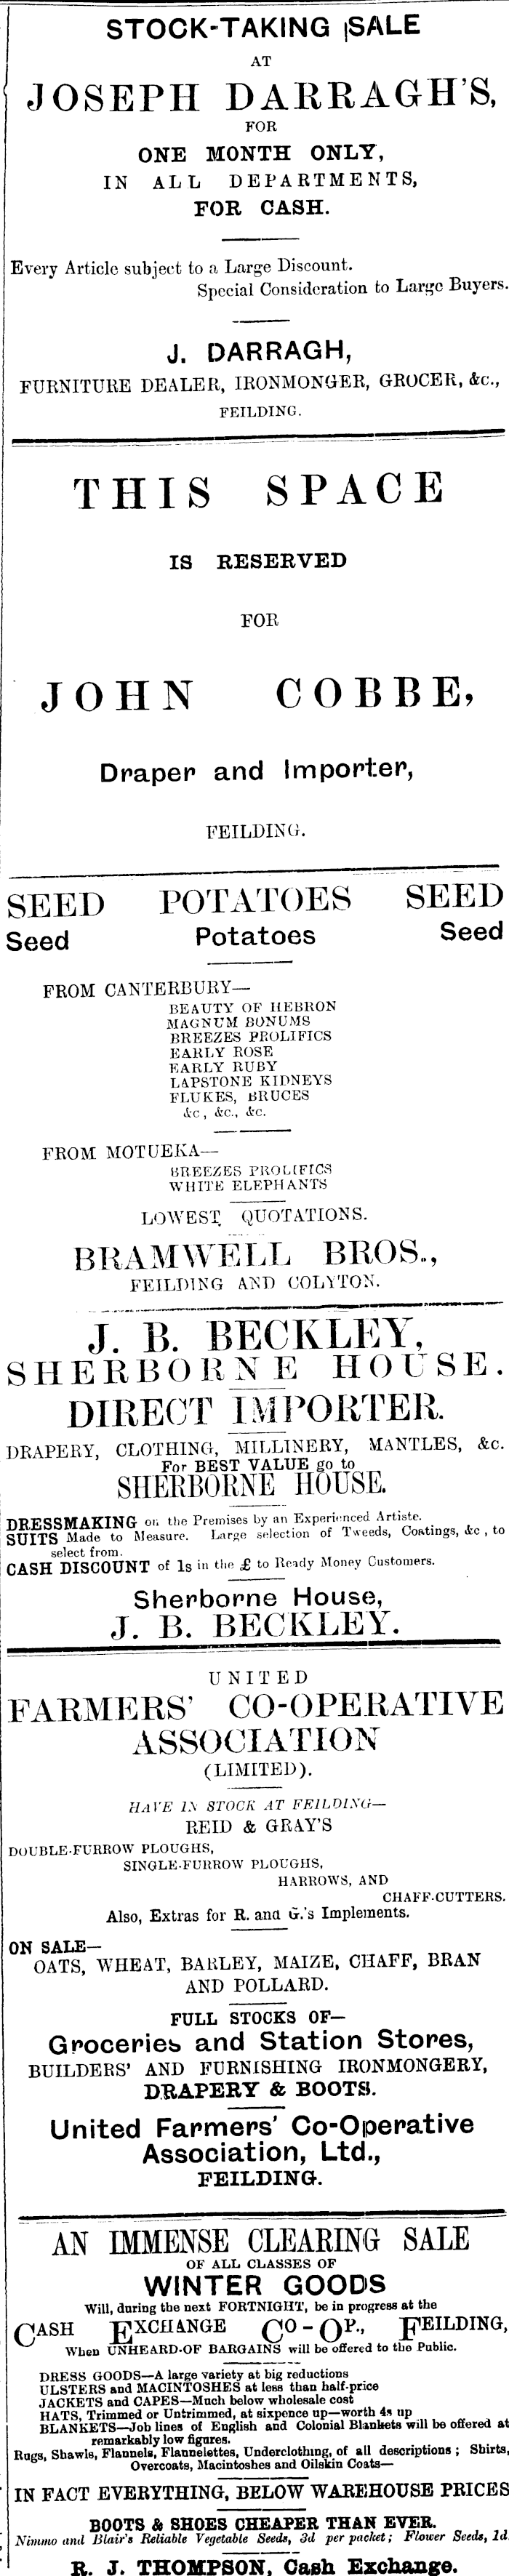 STOCK-TAKING SALE
AT
JOSEPH DARRAGH'S,
FOR
ONE MONTH ONLY,
IN ALL DEPARTMENTS,
FOR CASH.
Every Article subject to a Large Discount.
Special Consideration to Large Buyers.
J. DARRAGH,
FURNITURE DEALER, IRONMONGER, GROCER, &c.,
FEILDING.
THIS SPACE
IS RESERVED
FOR
JOHN COBBE,
Draper and Importer,
FEILDING.
SEED POTATOES SEED
Seed Potatoes Seed
FROM CANTERBURY—
BEAUTY OF HEBRON
MAGNUM BONUMS
BREEZES PROLIFICS
EARLY ROSE
EARLY RUBY
LAPSTONE KIDNEYS
FLUKES, BRUCES
&c, &c., &c.
FROM MOTUEKA—
BREEZES PROLIFICS
WHITE ELEPHANTS
LOWEST QUOTATIONS.
BRAMWELL BROS.,
FEILDING AND COLYTON.
J. B. BECKLEY,
SHERBORNE HOUSE.
DIRECT IMPORTER.
DRAPERY, CLOTHING, MILLINERY, MANTLES, &c.
For BEST VALUE go to
SHERBORNE HOUSE.
DRESSMAKING on the Premises by an Experienced Artiste.
SUITS Made to Measure. Large selection of Tweeds, Coatings, &c, to
select from.
CASH DISCOUNT of 1s in the £ to Ready Money Customers.
Sherborne House,
J. B. BECKLEY.
UNITED
FARMERS' CO-OPERATIVE
ASSOCIATION
(LIMITED).
HAVE IN STOCK AT FEILDING—
REID & GRAY'S
DOUBLE-FURROW PLOUGHS,
SINGLE-FURROW PLOUGHS,
HARROWS, AND
CHAFF-CUTTERS.
Also, Extras for R. and G.'s Implements.
ON SALE—
OATS, WHEAT, BARLEY, MAIZE, CHAFF, BRAN
AND POLLARD.
FULL STOCKS OF—
Groceries and Station Stores,
BUILDERS' AND FURNISHING IRONMONGERY,
DRAPERY & BOOTS.
United Farmers' Co-Operative
Association, Ltd.,
FEILDING.
AN IMMENSE CLEARING SALE
OF ALL CLASSES OF
WINTER GOODS
Will, during the next FORTNIGHT, be in progress at the
CASH EXCHANGE CO-OP., FEILDING,
When UNHEARD-OF BARGAINS will be offered to the Public.
DRESS GOODS—A large variety at big reductions
ULSTERS and MACINTOSHES at less than half-price
JACKETS and CAPES—Much below wholesale cost
HATS, Trimmed or Untrimmed, at sixpence up—worth 4s up
BLANKETS—Job lines of English and Colonial Blankets will be offered at
remarkably low figures.
Rugs, Shawls, Flannels, Flannelettes, Underclothing, of all descriptions; Shirts,
Overcoats, Macintoshes and Oilskin Coats—
IN FACT EVERYTHING, BELOW WAREHOUSE PRICES
BOOTS & SHOES CHEAPER THAN EVER.
Nimmo and Blair's Reliable Vegetable Seeds, 3d per packet; Flower Seeds, 1d
R. J. THOMPSON, Cash Exchange.